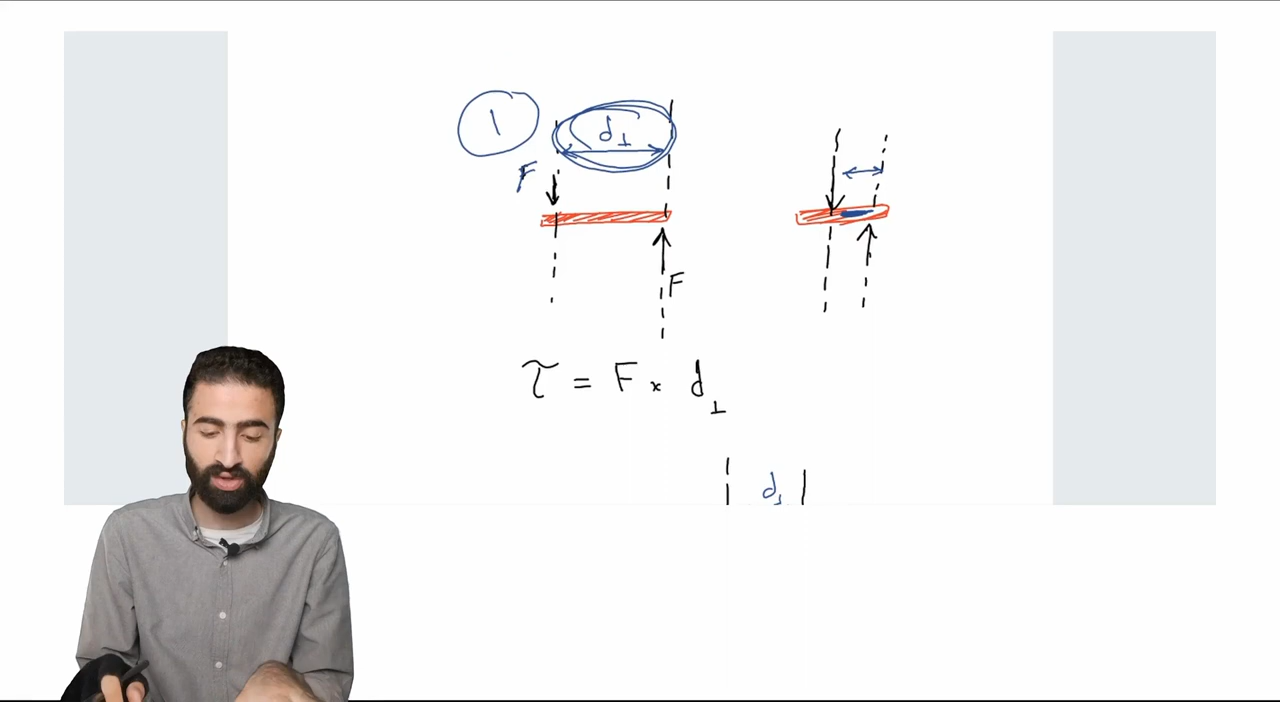 1
d⊥
F
F
τ = F × d⊥
d⊥